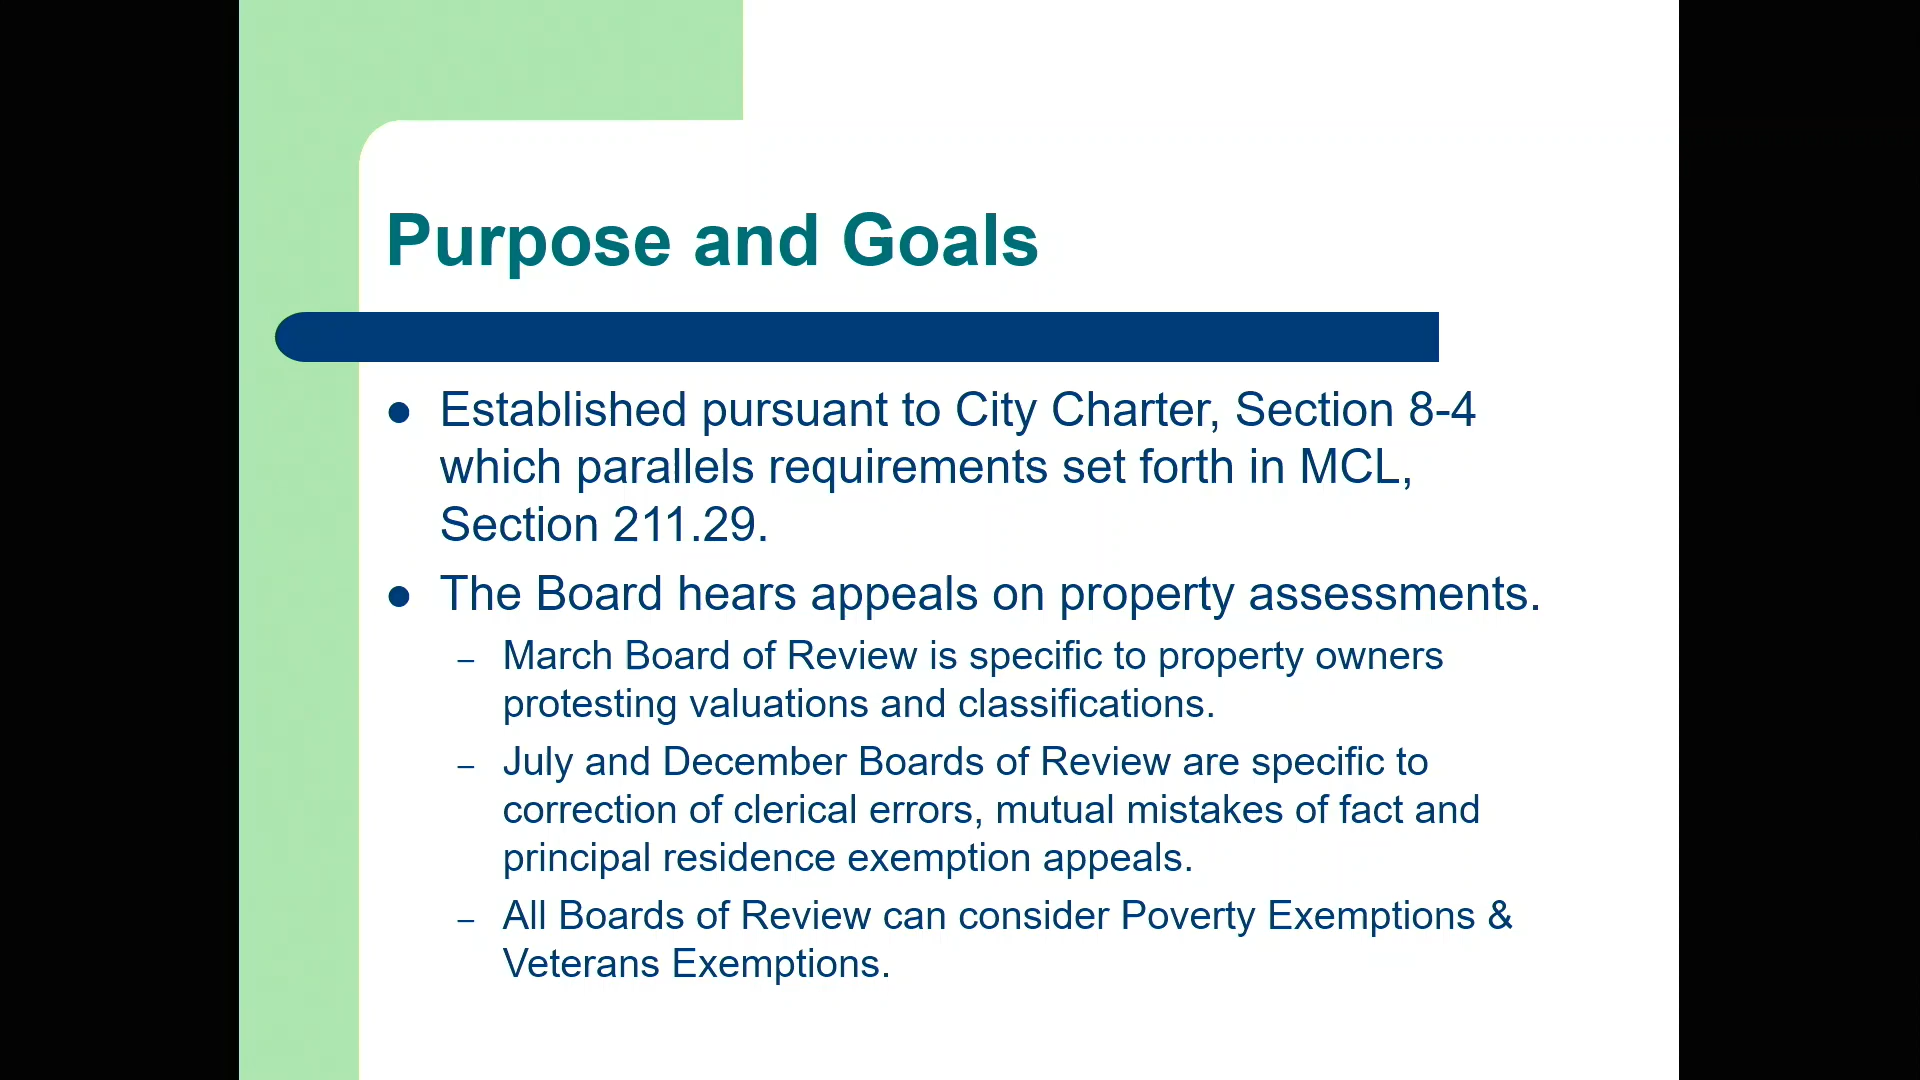 Purpose and Goals
● Established pursuant to City Charter, Section 8-4
which parallels requirements set forth in MCL,
Section 211.29.
● The Board hears appeals on property assessments.
– March Board of Review is specific to property owners
protesting valuations and classifications.
– July and December Boards of Review are specific to
correction of clerical errors, mutual mistakes of fact and
principal residence exemption appeals.
– All Boards of Review can consider Poverty Exemptions &
Veterans Exemptions.